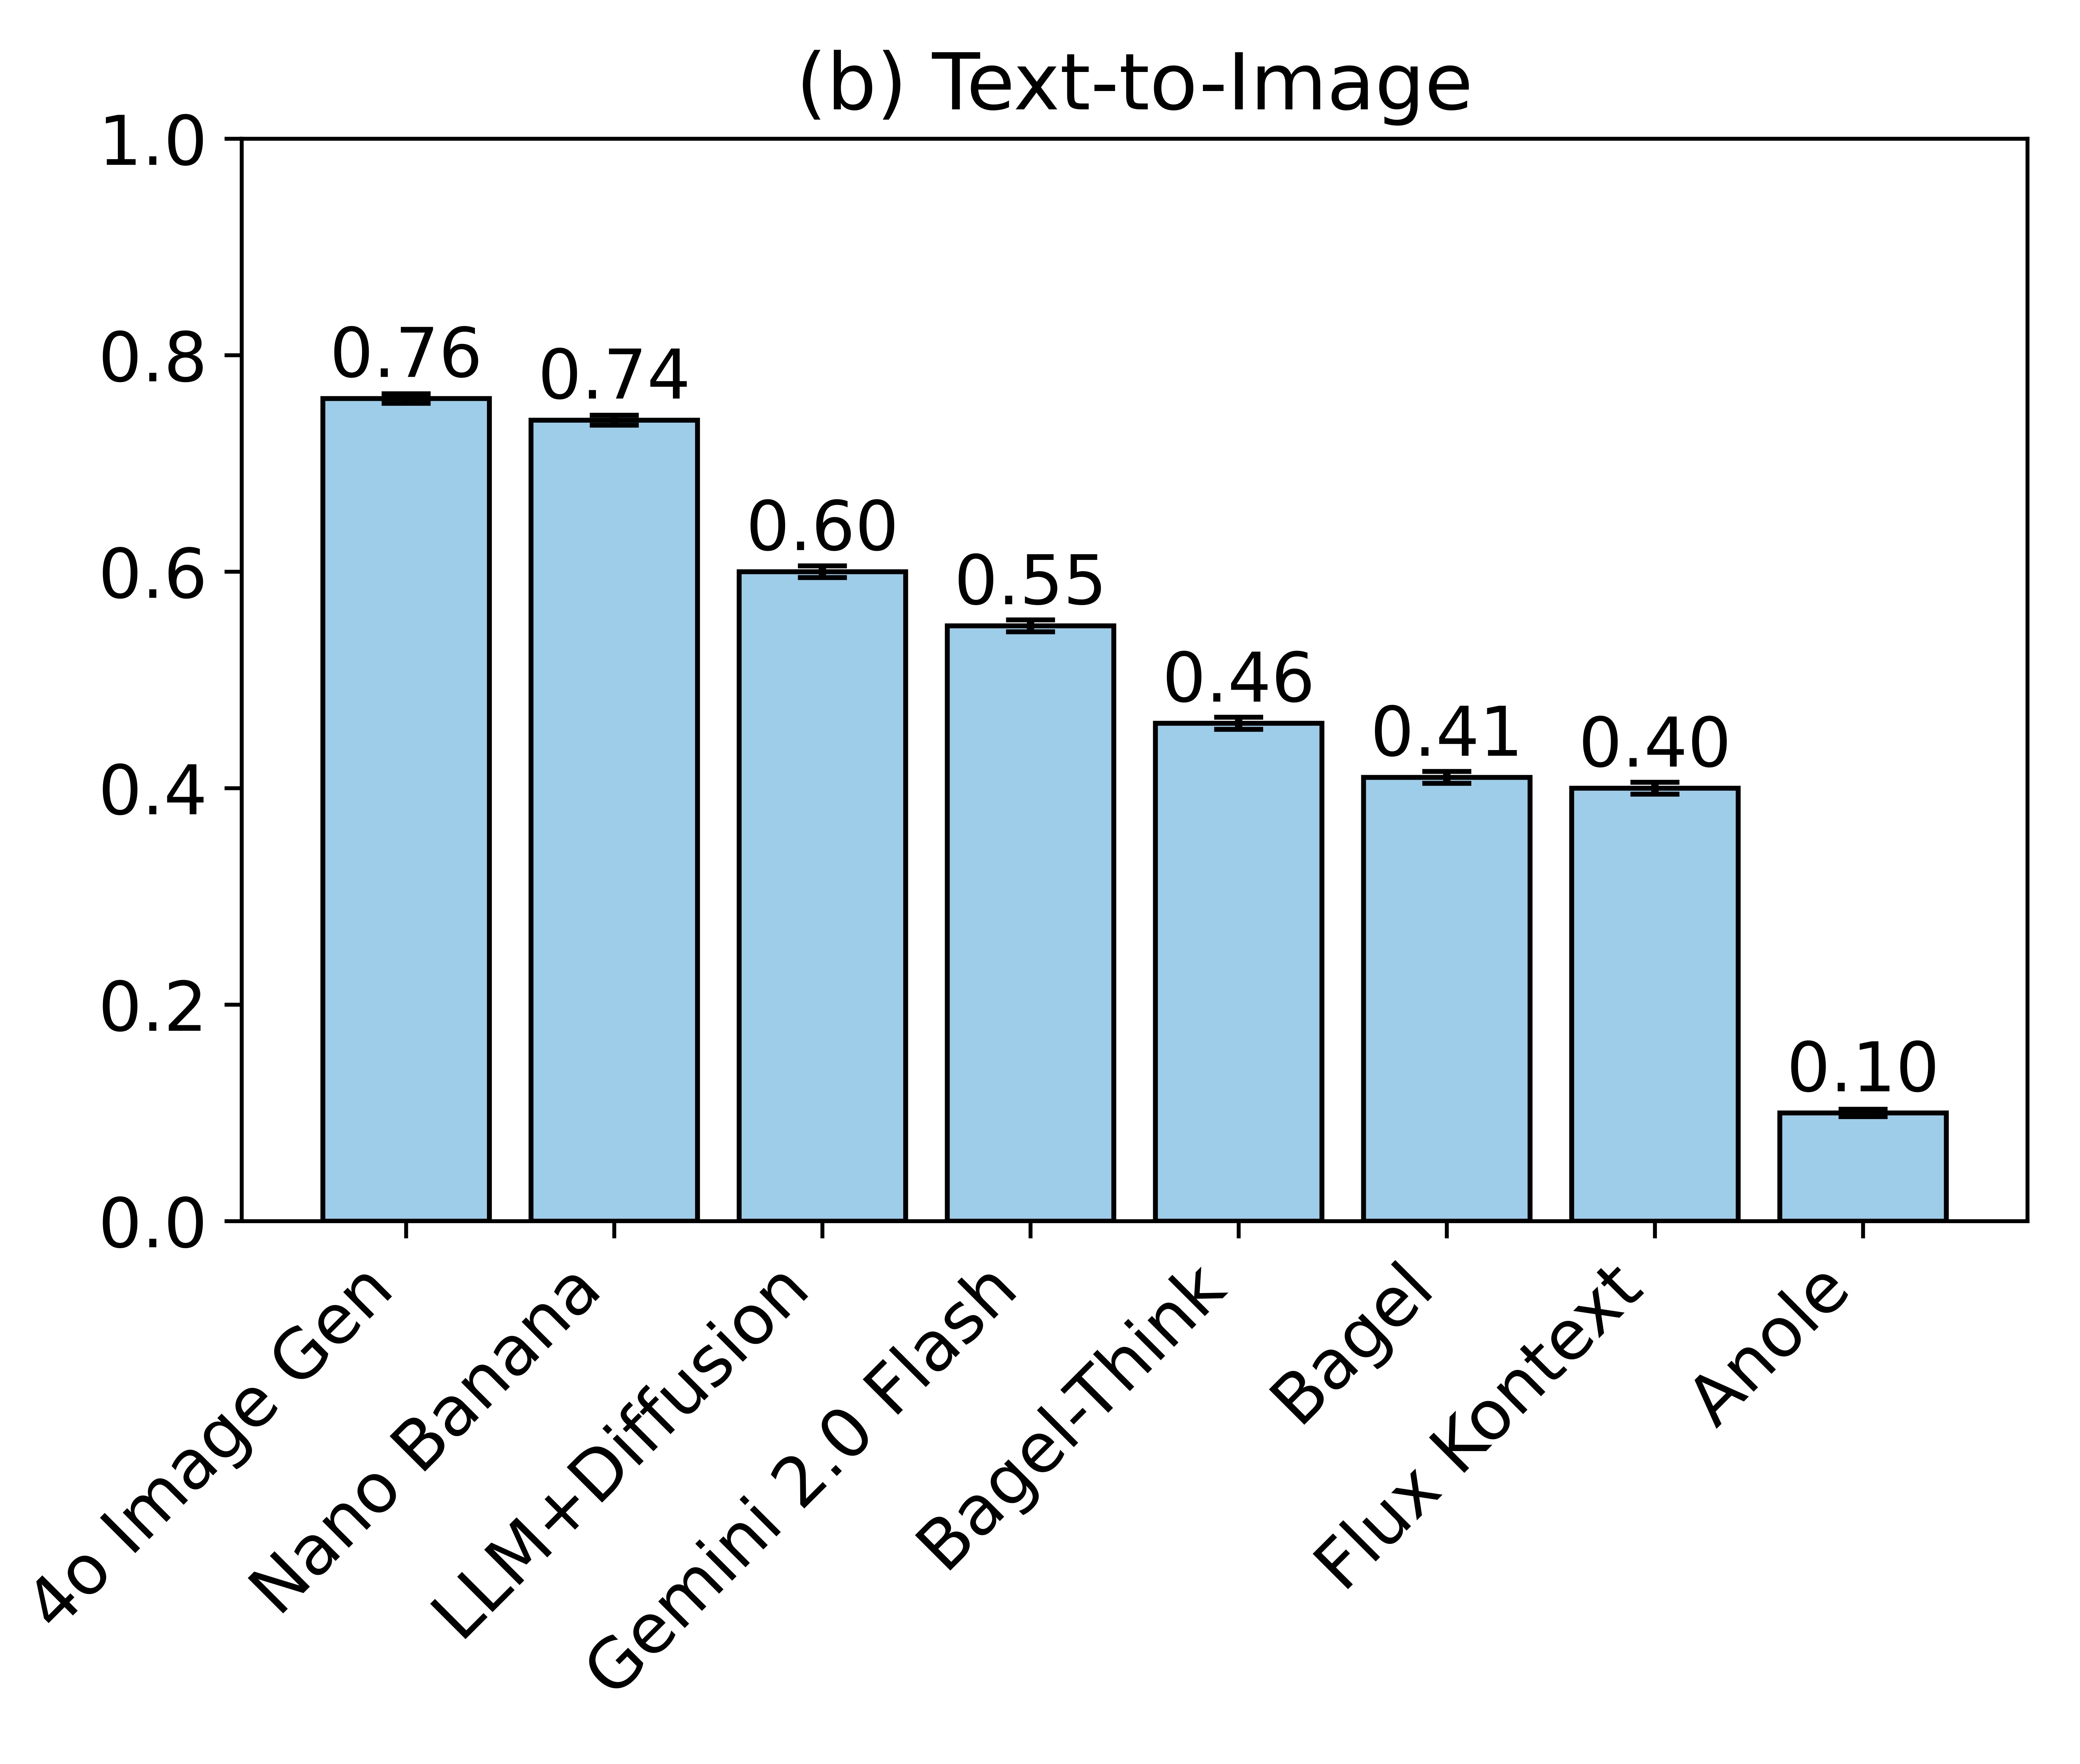 (b) Text-to-Image
1.0
0.8
0.6
0.4
0.2
0.0
0.76
0.74
0.60
0.55
0.46
0.41
0.40
0.10
4o Image Gen
Nano Banana
LLM+Diffusion
Gemini 2.0 Flash
Bagel-Think
Bagel
Flux Kontext
Anole